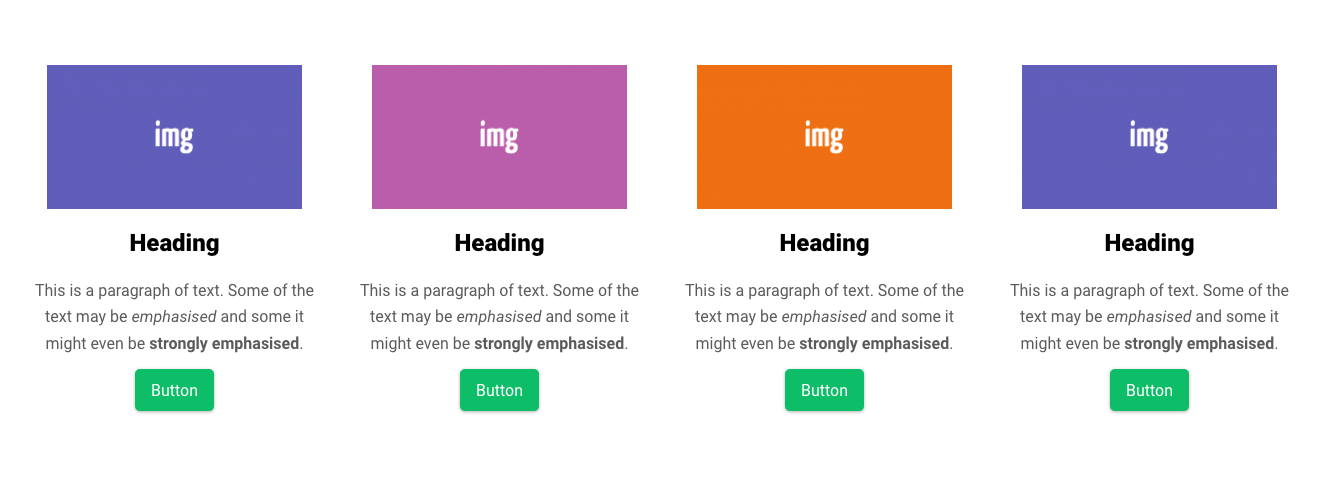 img
img
img
img
Heading
Heading
Heading
Heading
This is a paragraph of text. Some of the
text may be emphasised and some it
might even be strongly emphasised.
This is a paragraph of text. Some of the
text may be emphasised and some it
might even be strongly emphasised.
This is a paragraph of text. Some of the
text may be emphasised and some it
might even be strongly emphasised.
This is a paragraph of text. Some of the
text may be emphasised and some it
might even be strongly emphasised.
Button
Button
Button
Button